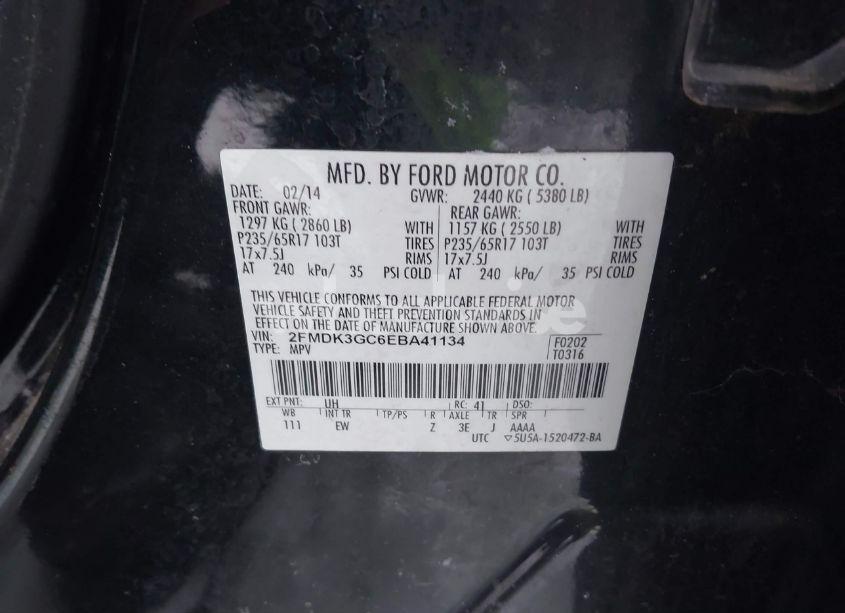 MFD. BY FORD MOTOR CO.
DATE: 02/14 GVWR: 2440 KG ( 5380 LB)
FRONT GAWR: REAR GAWR:
1297 KG ( 2860 LB) WITH 1157 KG ( 2550 LB) WITH
P235/65R17 103T TIRES P235/65R17 103T TIRES
17x7.5J RIMS 17x7.5J RIMS
AT 240 kPa/ 35 PSI COLD AT 240 kPa/ 35 PSI COLD
THIS VEHICLE CONFORMS TO ALL APPLICABLE FEDERAL MOTOR
VEHICLE SAFETY AND THEFT PREVENTION STANDARDS IN
EFFECT ON THE DATE OF MANUFACTURE SHOWN ABOVE.
VIN: 2FMDK3GC6EBA41134 F0202
TYPE: MPV T0316
EXT PNT: UH RC: 41 DSO:
WB INT TR TP/PS R AXLE TR SPR
111 EW Z 3E J AAAA
UTC ▽5U5A-1520472-BA